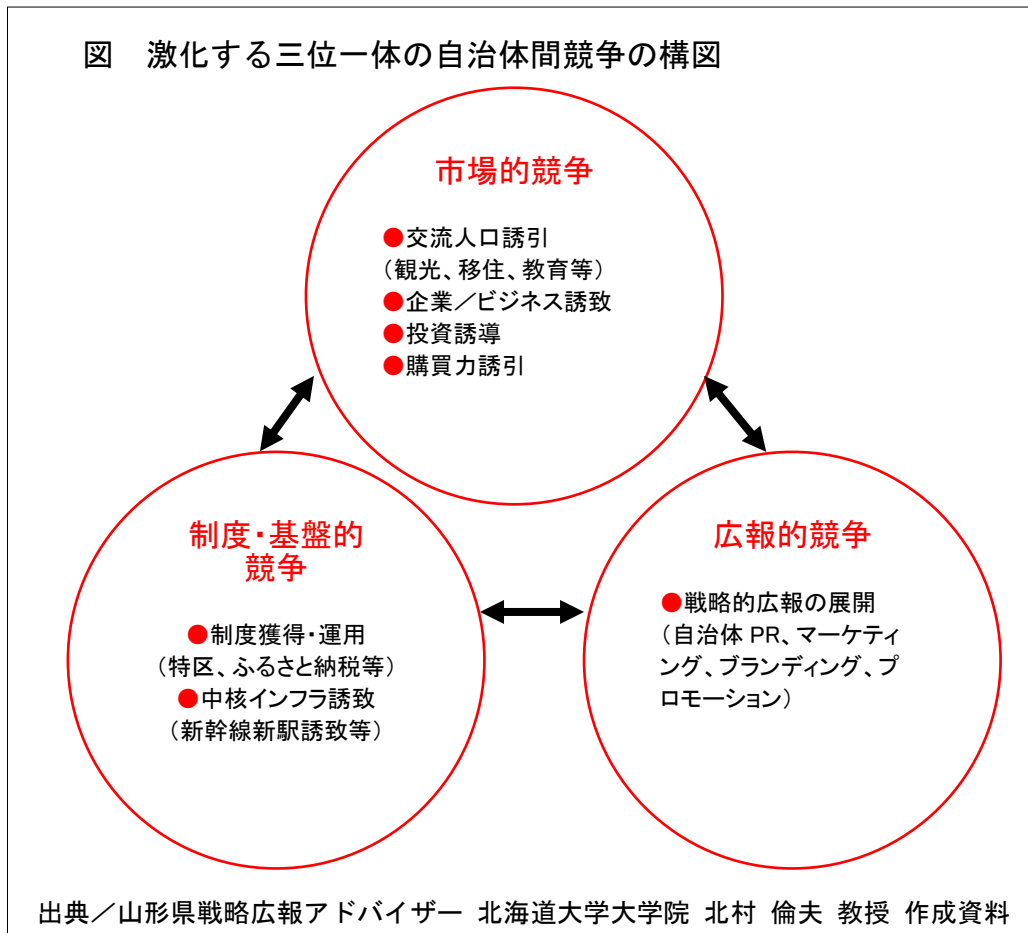 図　激化する三位一体の自治体間競争の構図
市場的競争
●交流人口誘引
（観光、移住、教育等）
●企業／ビジネス誘致
●投資誘導
●購買力誘引
制度・基盤的
競争
●制度獲得・運用
（特区、ふるさと納税等）
●中核インフラ誘致
（新幹線新駅誘致等）
広報的競争
●戦略的広報の展開
（自治体 PR、マーケティ
ング、ブランディング、プ
ロモーション）
出典／山形県戦略広報アドバイザー 北海道大学大学院 北村 倫夫 教授 作成資料